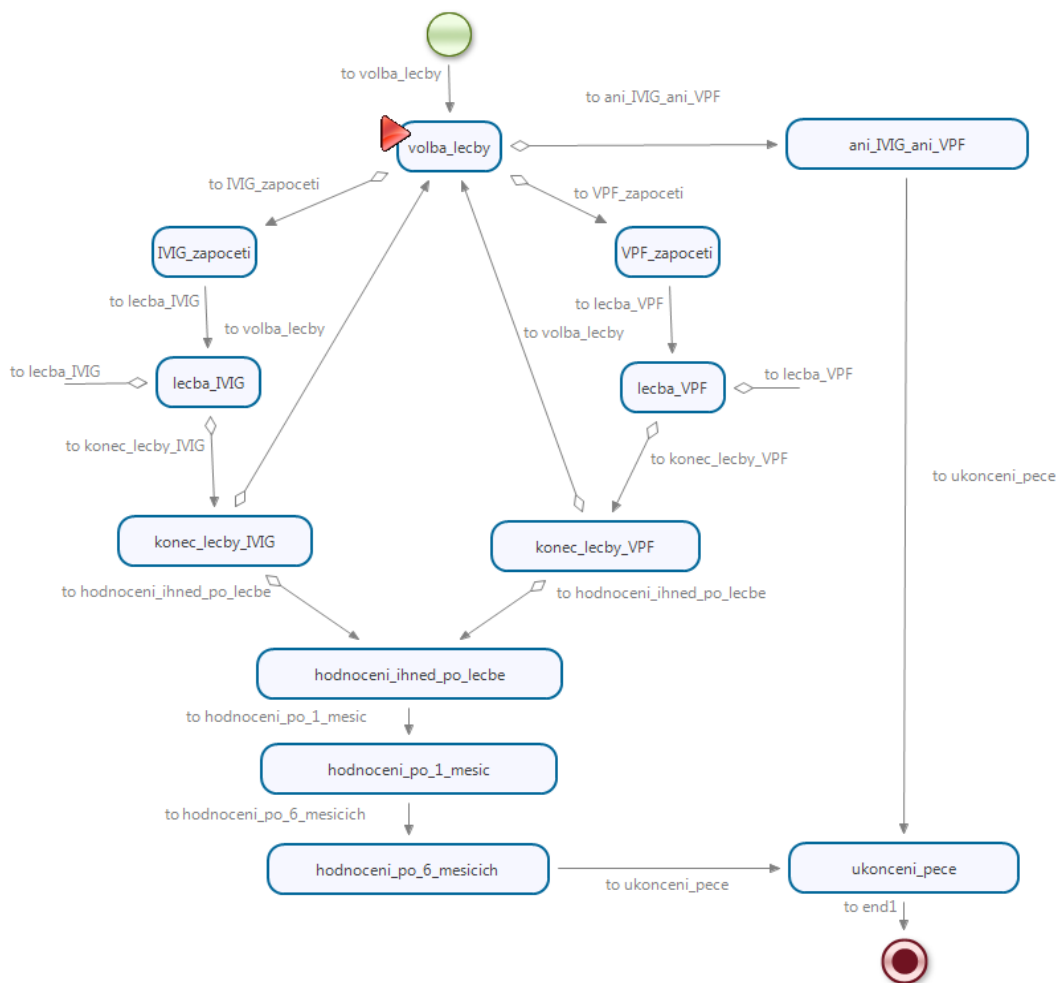 to volba_lecby
to ani_IVIG_ani_VPF
volba_lecby
ani_IVIG_ani_VPF
to IVIG_zapoceti
to VPF_zapoceti
IVIG_zapoceti
VPF_zapoceti
to lecba_IVIG
to lecba_VPF
to volba_lecby
to volba_lecby
to lecba_IVIG
lecba_IVIG
lecba_VPF
to lecba_VPF
to konec_lecby_IVIG
to konec_lecby_VPF
to ukonceni_pece
konec_lecby_IVIG
konec_lecby_VPF
to hodnoceni_ihned_po_lecbe
to hodnoceni_ihned_po_lecbe
hodnoceni_ihned_po_lecbe
to hodnoceni_po_1_mesic
hodnoceni_po_1_mesic
to hodnoceni_po_6_mesicich
hodnoceni_po_6_mesicich
ukonceni_pece
to ukonceni_pece
to end1